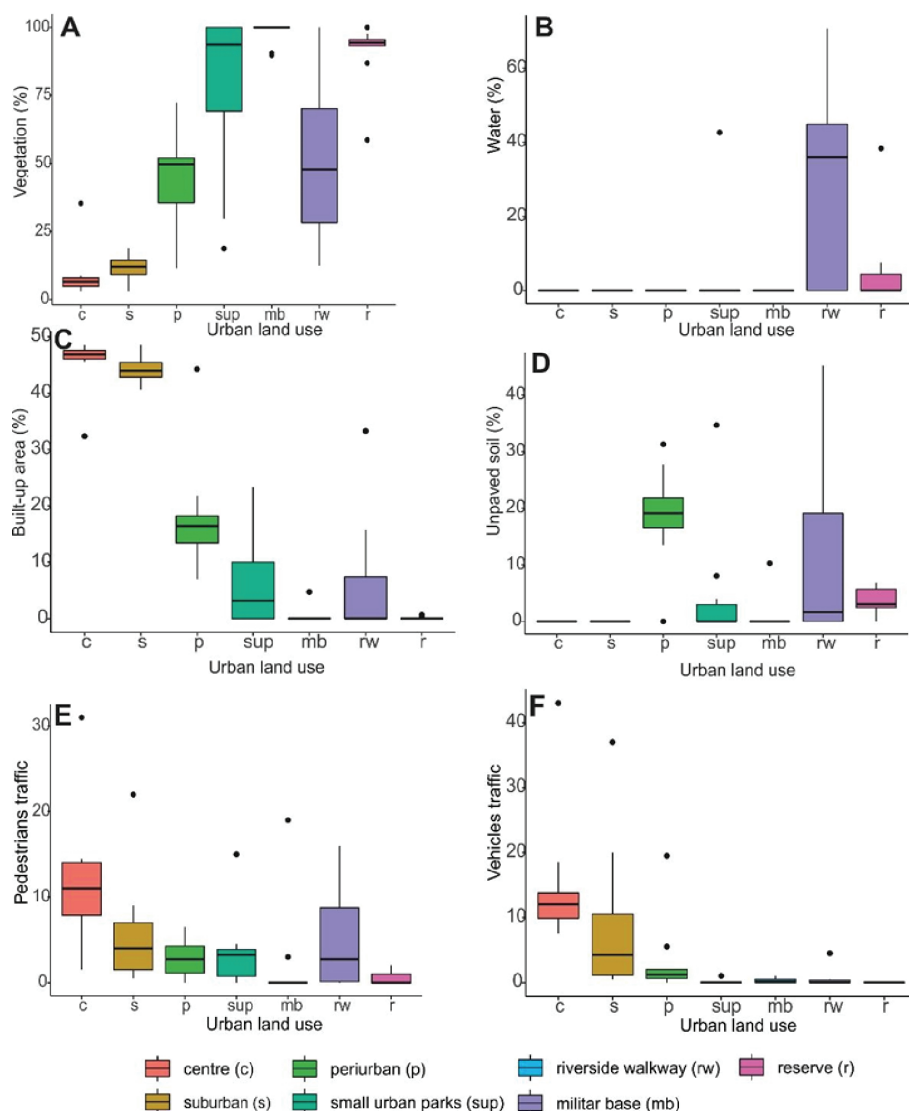 A
Vegetation (%)
100
75
50
25
0
c s p sup mb rw r
Urban land use
B
Water (%)
60
40
20
0
c s p sup mb rw r
Urban land use
C
Built-up area (%)
50
40
30
20
10
0
c s p sup mb rw r
Urban land use
D
Unpaved soil (%)
40
30
20
10
0
c s p sup mb rw r
Urban land use
E
Pedestrians traffic
30
20
10
0
c s p sup mb rw r
Urban land use
F
Vehicles traffic
40
30
20
10
0
c s p sup mb rw r
Urban land use
centre (c) periurban (p) riverside walkway (rw) reserve (r)
suburban (s) small urban parks (sup) militar base (mb)